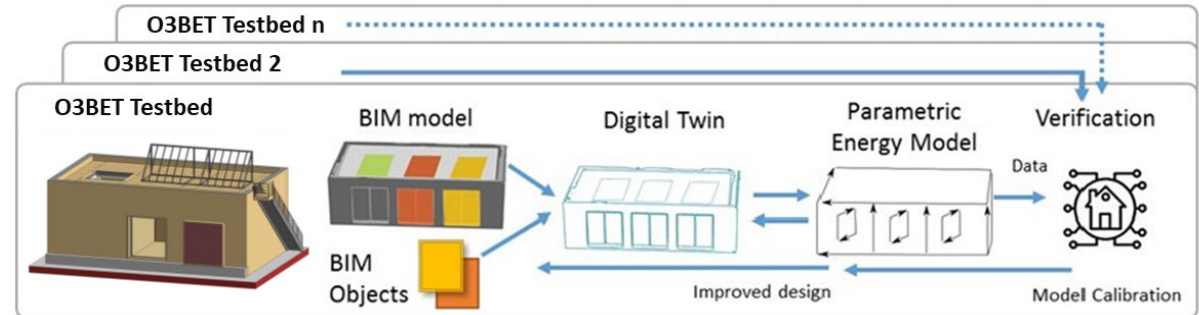 O3BET Testbed n
O3BET Testbed 2
O3BET Testbed
BIM model
Digital Twin
Parametric
Energy Model
Verification
Data
BIM
Objects
Improved design
Model Calibration